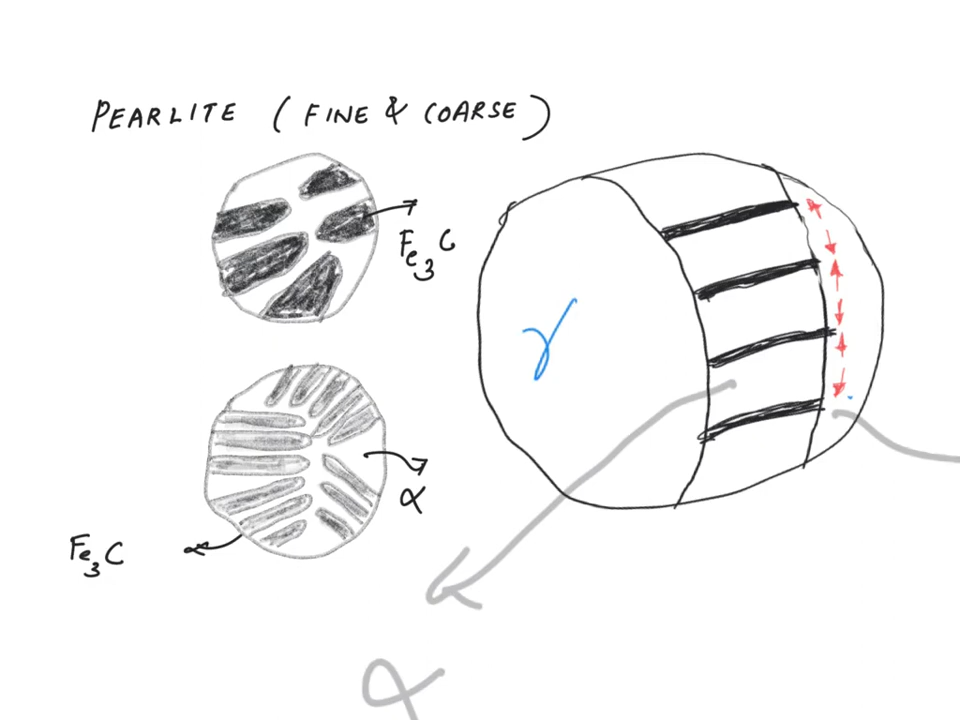 PEARLITE ( FINE & COARSE )
Fe₃C
γ
α
Fe₃C
α